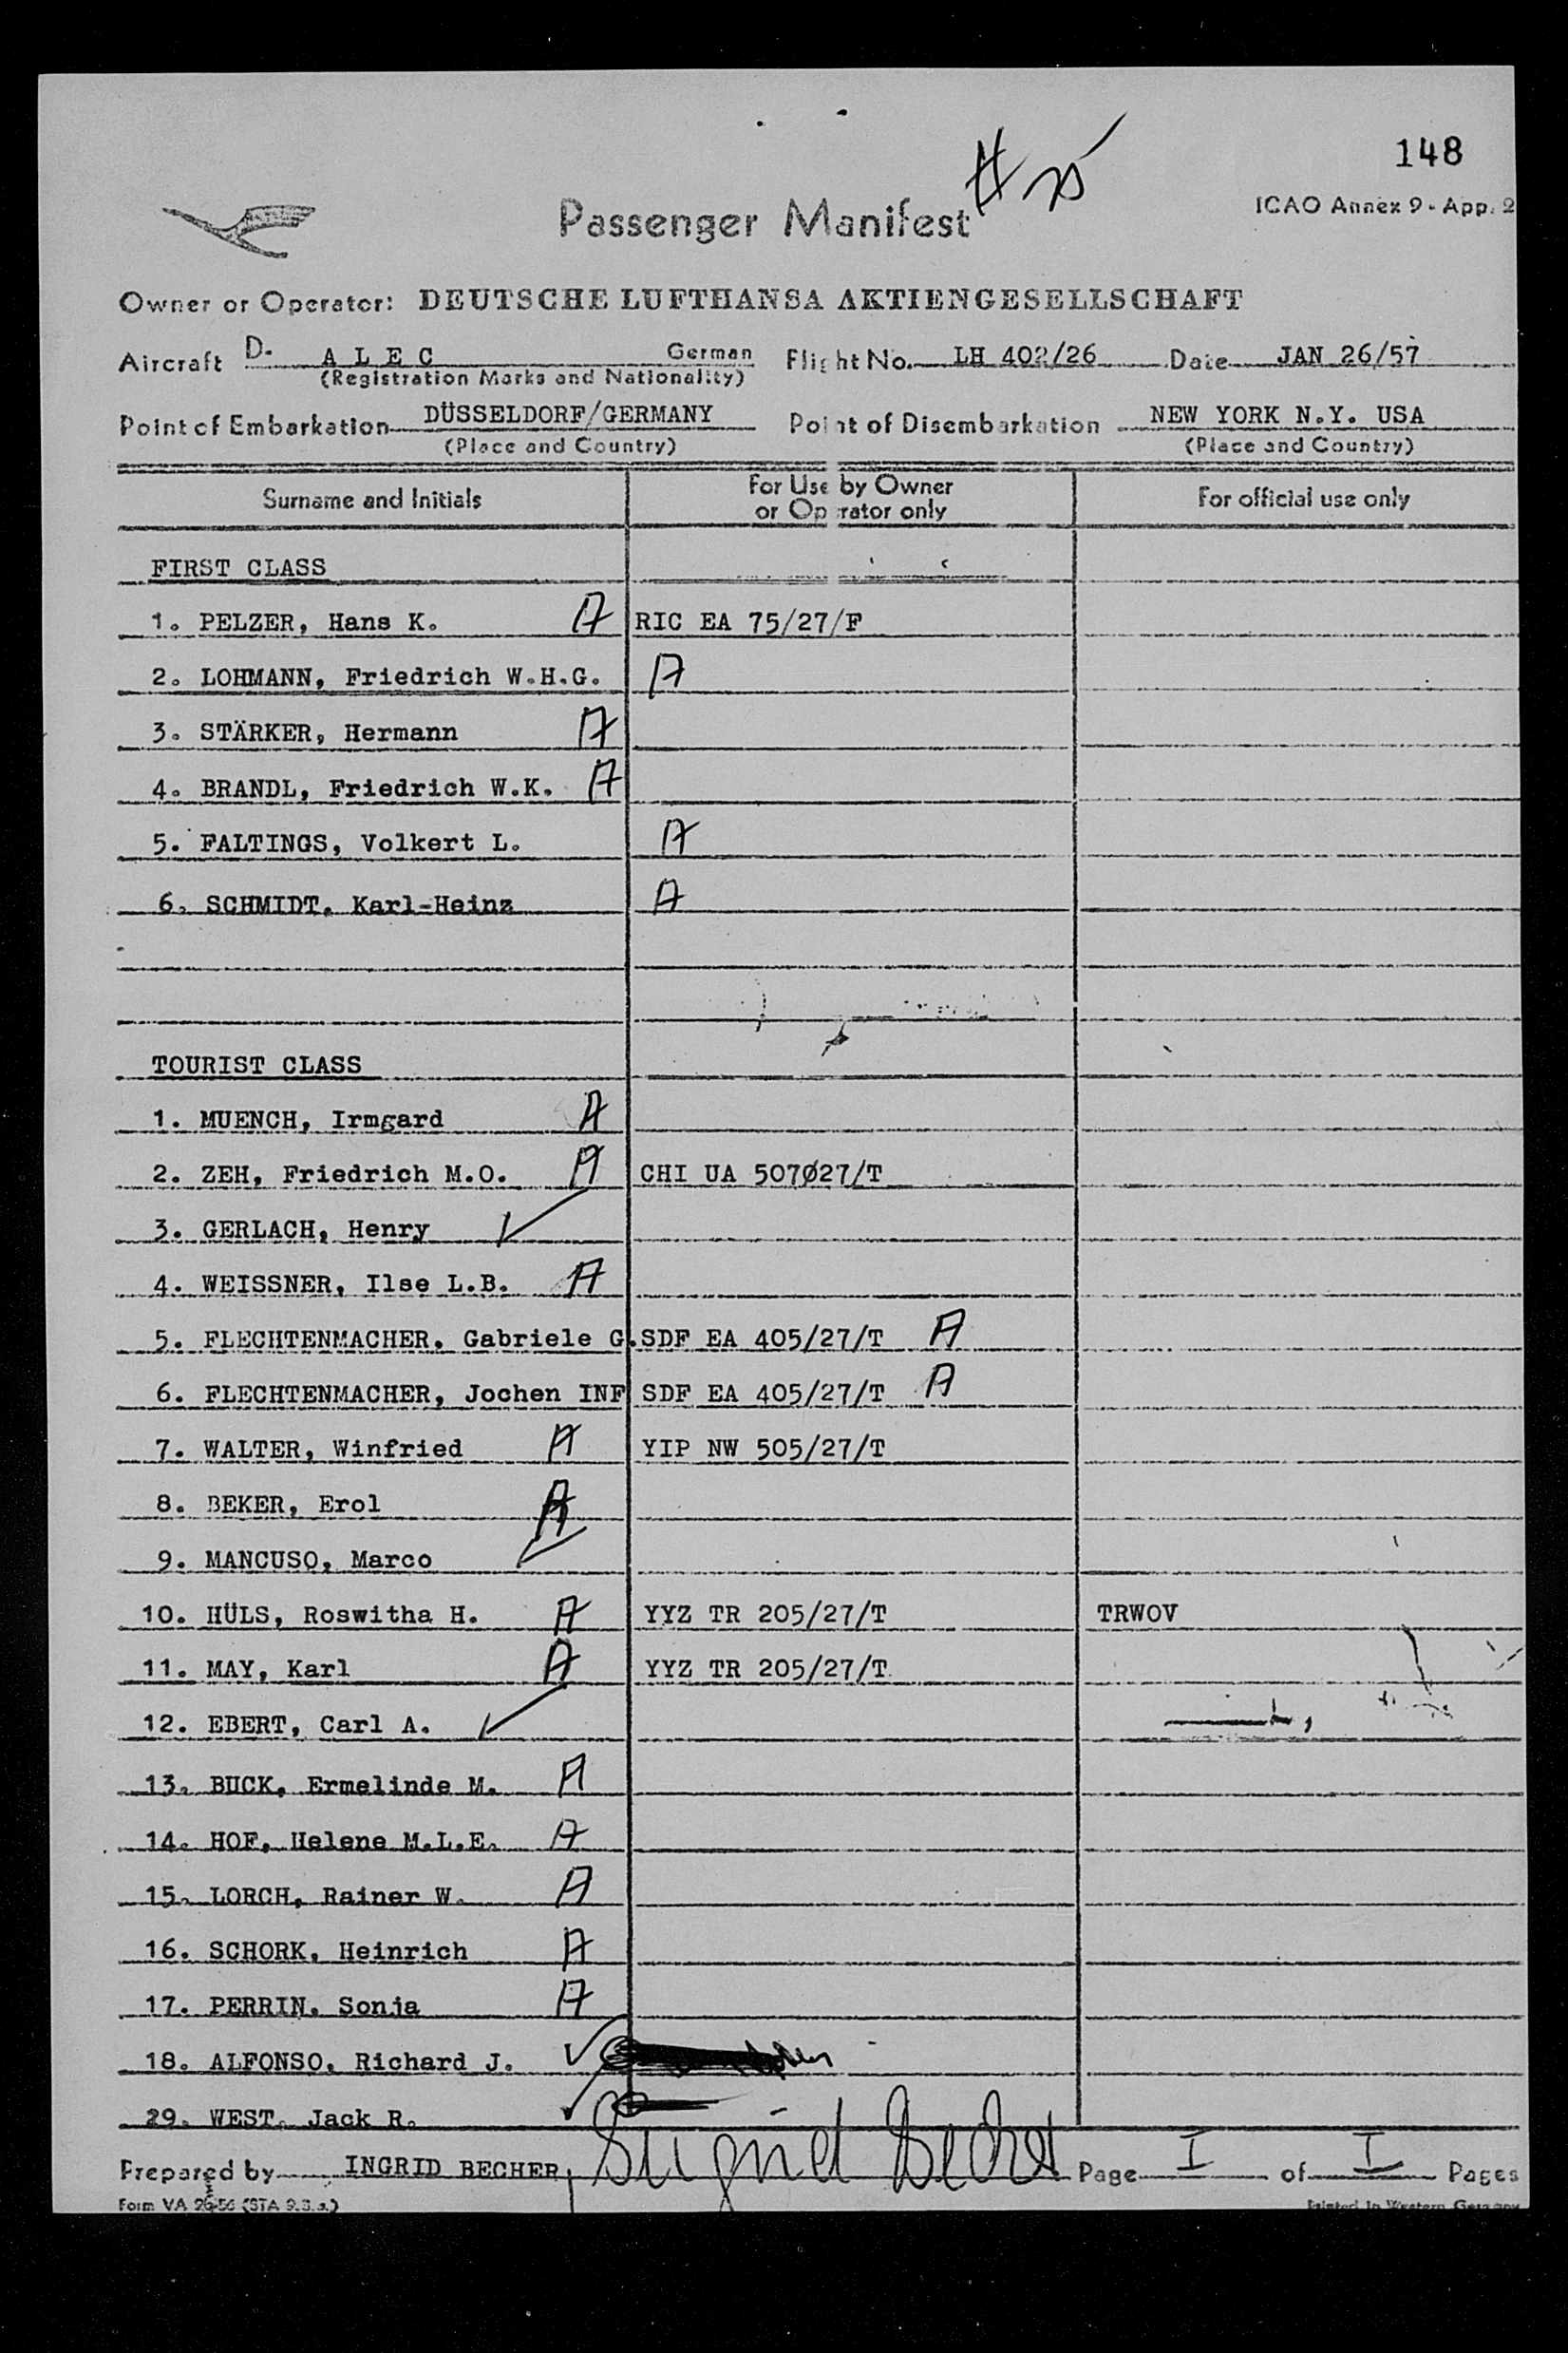 #25
148
Passenger Manifest
ICAO Annex 9 - App. 2
Owner or Operator: DEUTSCHE LUFTHANSA AKTIENGESELLSCHAFT
Aircraft D- ALEC German Flight No. LH 402/26 Date JAN 26/57
(Registration Marks and Nationality)
Point of Embarkation DÜSSELDORF/GERMANY Point of Disembarkation NEW YORK N.Y. USA
(Place and Country) (Place and Country)
Surname and Initials For Use by Owner or Operator only For official use only
FIRST CLASS
1. PELZER, Hans K. A RIC EA 75/27/F
2. LOHMANN, Friedrich W.H.G. A
3. STÄRKER, Hermann A
4. BRANDL, Friedrich W.K. A
5. FALTINGS, Volkert L. A
6. SCHMIDT, Karl-Heinz A
TOURIST CLASS
1. MUENCH, Irmgard A
2. ZEH, Friedrich M.O. A CHI UA 507Ø27/T
3. GERLACH, Henry ✓
4. WEISSNER, Ilse L.B. A
5. FLECHTENMACHER, Gabriele G. SDF EA 405/27/T A
6. FLECHTENMACHER, Jochen INF SDF EA 405/27/T A
7. WALTER, Winfried A YIP NW 505/27/T
8. BEKER, Erol A
9. MANCUSO, Marco ✓
10. HÜLS, Roswitha H. A YYZ TR 205/27/T TRWOV
11. MAY, Karl A YYZ TR 205/27/T
12. EBERT, Carl A. ✓
13. BUCK, Ermelinde M. A
14. HOF, Helene M.L.E. A
15. LORCH, Rainer W. A
16. SCHORK, Heinrich A
17. PERRIN, Sonja A
18. ALFONSO, Richard J. ✓
29. WEST, Jack R. ✓
Prepared by INGRID BECHER, Ingrid Becher Page I of I Pages
Form VA 26-56 (STA 9.3.a.) Printed in Western Germany